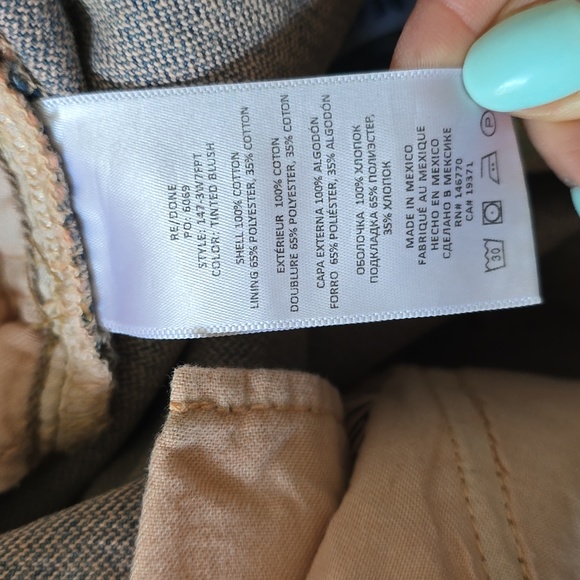 RE/DONE
PO: 6069
STYLE: 147-3W7FPT
COLOR: TINTED BLUSH
SHELL 100% COTTON
LINING 65% POLYESTER, 35% COTTON
EXTÉRIEUR 100% COTON
DOUBLURE 65% POLYESTER, 35% COTON
CAPA EXTERNA 100% ALGODÓN
FORRO 65% POLIÉSTER, 35% ALGODÓN
ОБОЛОЧКА 100% ХЛОПОК
ПОДКЛАДКА 65% ПОЛИЭСТЕР,
35% ХЛОПОК
MADE IN MEXICO
FABRIQUÉ AU MEXIQUE
HECHO EN MEXICO
СДЕЛАНО В МЕКСИКЕ
RN# 146770
CA# 19371
30
P